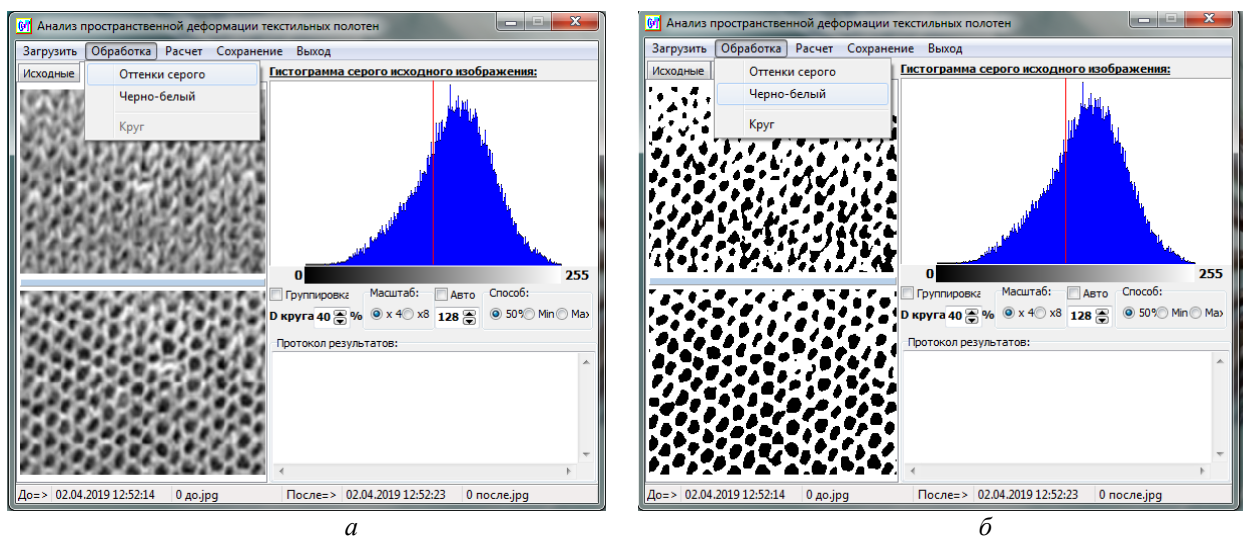 Анализ пространственной деформации текстильных полотен
Загрузить Обработка Расчет Сохранение Выход
Исходные
Оттенки серого
Черно-белый
Круг
Гистограмма серого исходного изображения:
0 255
Группировка Масштаб: Авто Способ:
D круга 40 % x 4 x8 128 50% Min Max
Протокол результатов:
До=> 02.04.2019 12:52:14 0 до.jpg После=> 02.04.2019 12:52:23 0 после.jpg
а
Анализ пространственной деформации текстильных полотен
Загрузить Обработка Расчет Сохранение Выход
Исходные
Оттенки серого
Черно-белый
Круг
Гистограмма серого исходного изображения:
0 255
Группировка Масштаб: Авто Способ:
D круга 40 % x 4 x8 128 50% Min Max
Протокол результатов:
До=> 02.04.2019 12:52:14 0 до.jpg После=> 02.04.2019 12:52:23 0 после.jpg
б